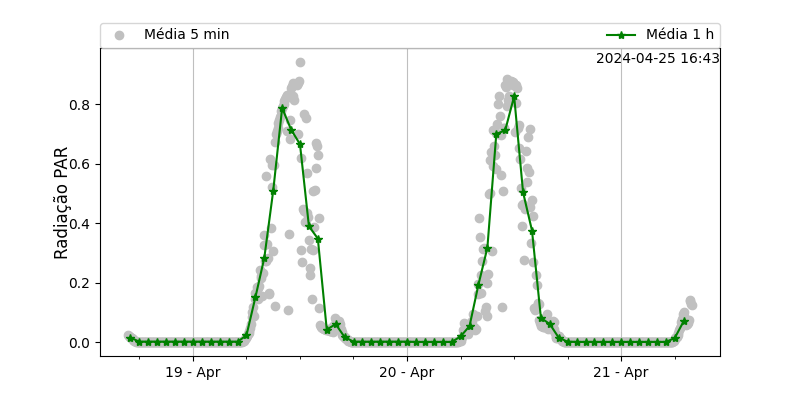 Média 5 min
Média 1 h
2024-04-25 16:43
Radiação PAR
0.8
0.6
0.4
0.2
0.0
19 - Apr
20 - Apr
21 - Apr